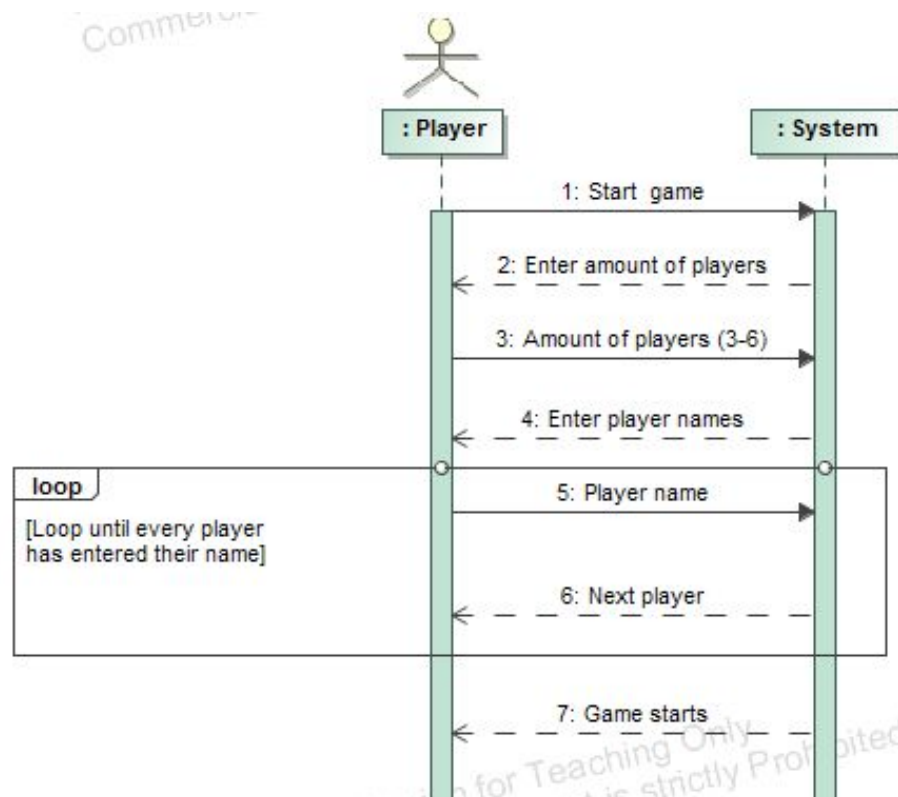 Commerci
: Player
: System
1: Start game
2: Enter amount of players
3: Amount of players (3-6)
4: Enter player names
loop
5: Player name
[Loop until every player
has entered their name]
6: Next player
7: Game starts
for Teaching Only
is strictly Prohibited